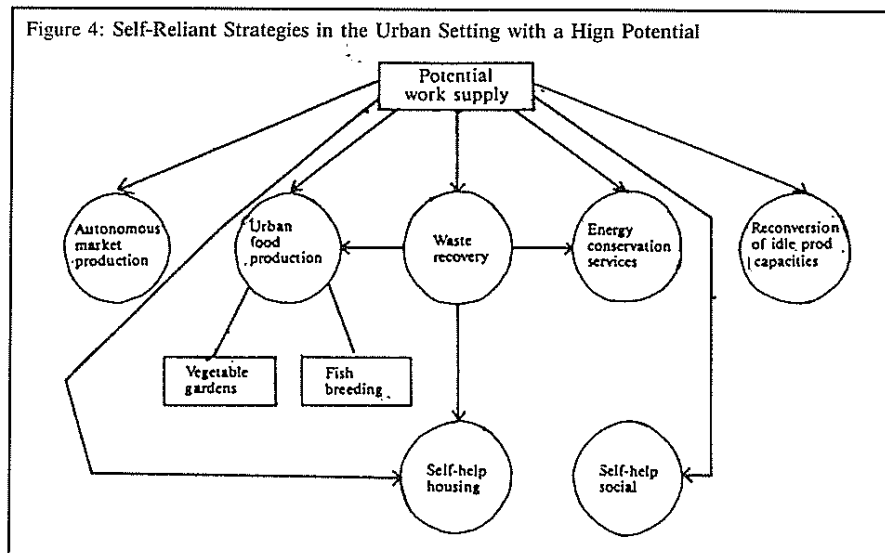 Figure 4: Self-Reliant Strategies in the Urban Setting with a Hign Potential
Potential
work supply
Autonomous
market
production
Urban
food
production
Waste
recovery
Energy
conservation
services
Reconversion
of idle prod
capacities
Vegetable
gardens
Fish
breeding
Self-help
housing
Self-help
social